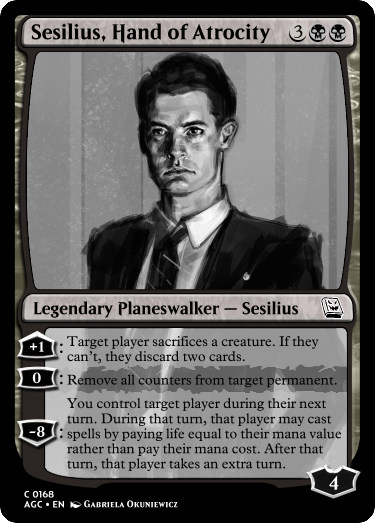 Sesilius, Hand of Atrocity 3
Legendary Planeswalker — Sesilius
+1: Target player sacrifices a creature. If they
can't, they discard two cards.
0: Remove all counters from target permanent.
You control target player during their next
turn. During that turn, that player may cast
-8: spells by paying life equal to their mana value
rather than pay their mana cost. After that
turn, that player takes an extra turn.
4
C 0168
AGC • EN Gabriela Okuniewicz